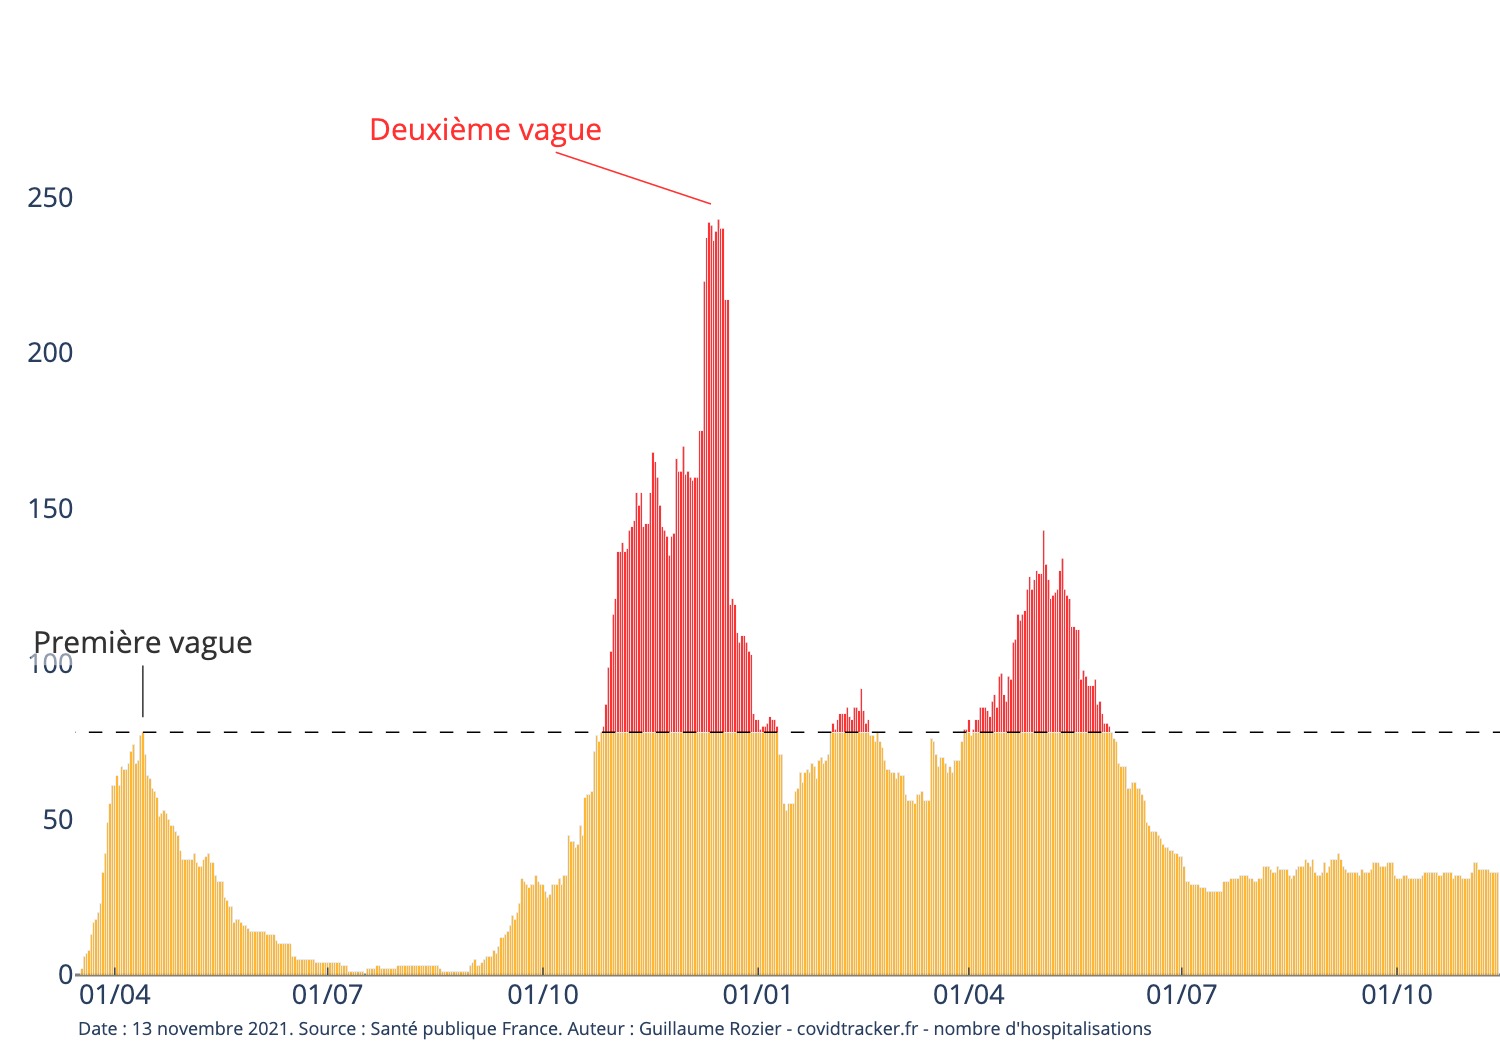 Deuxième vague
250
200
150
Première vague
100
50
0
01/04 01/07 01/10 01/01 01/04 01/07 01/10
Date : 13 novembre 2021. Source : Santé publique France. Auteur : Guillaume Rozier - covidtracker.fr - nombre d'hospitalisations